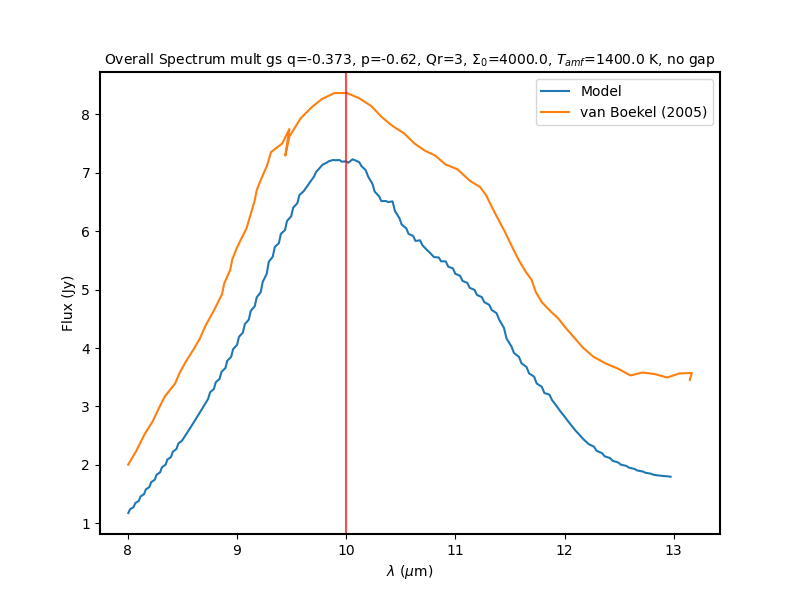 Overall Spectrum mult gs q=-0.373, p=-0.62, Qr=3, Σ₀=4000.0, T_amf=1400.0 K, no gap
Model
van Boekel (2005)
8
7
6
5
4
3
2
1
Flux (Jy)
8 9 10 11 12 13
λ (μm)